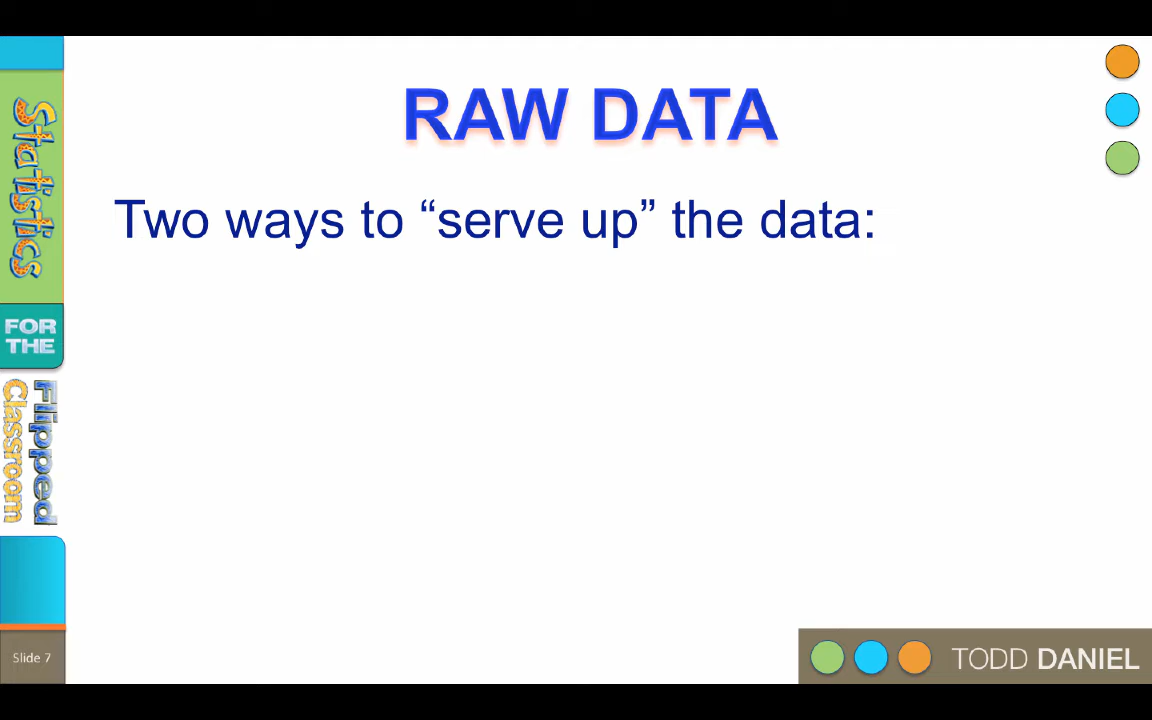 RAW DATA
Two ways to “serve up” the data:
Statistics
FOR
THE
Flipped
Classroom
Slide 7
TODD DANIEL